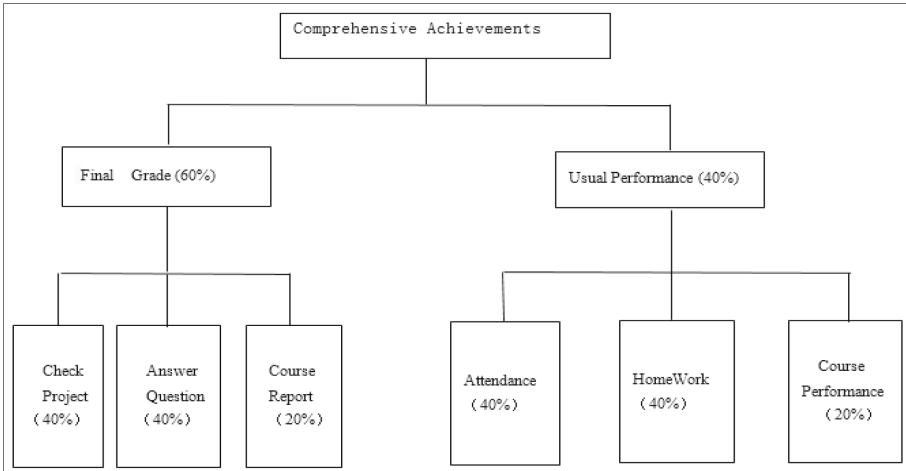 Comprehensive Achievements
Final Grade (60%)
Usual Performance (40%)
Check
Project
(40%)
Answer
Question
(40%)
Course
Report
(20%)
Attendance
(40%)
HomeWork
(40%)
Course
Performance
(20%)